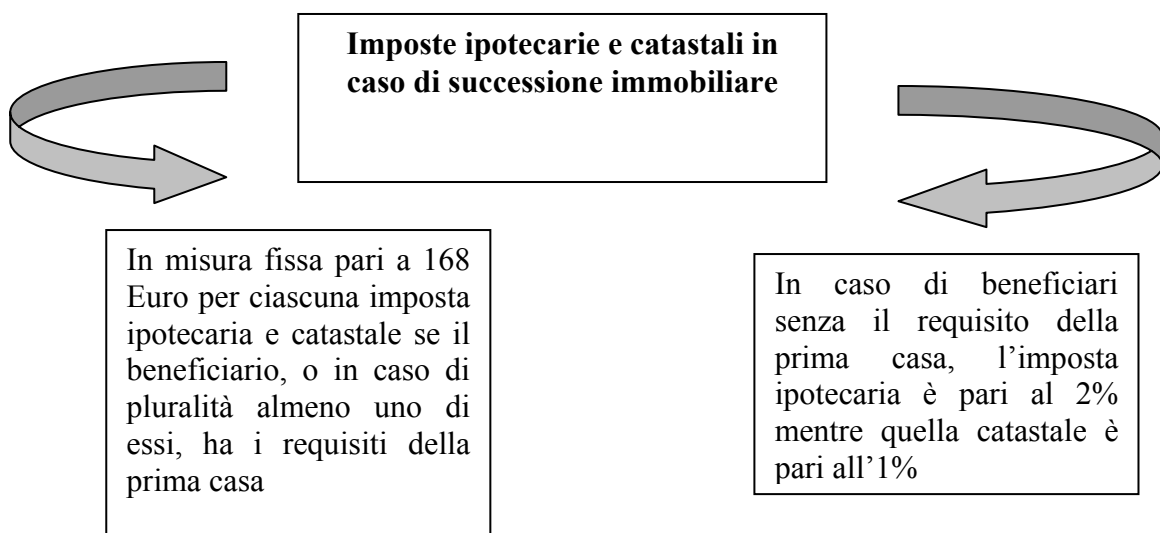 Imposte ipotecarie e catastali in
caso di successione immobiliare
In misura fissa pari a 168
Euro per ciascuna imposta
ipotecaria e catastale se il
beneficiario, o in caso di
pluralità almeno uno di
essi, ha i requisiti della
prima casa
In caso di beneficiari
senza il requisito della
prima casa, l’imposta
ipotecaria è pari al 2%
mentre quella catastale è
pari all’1%